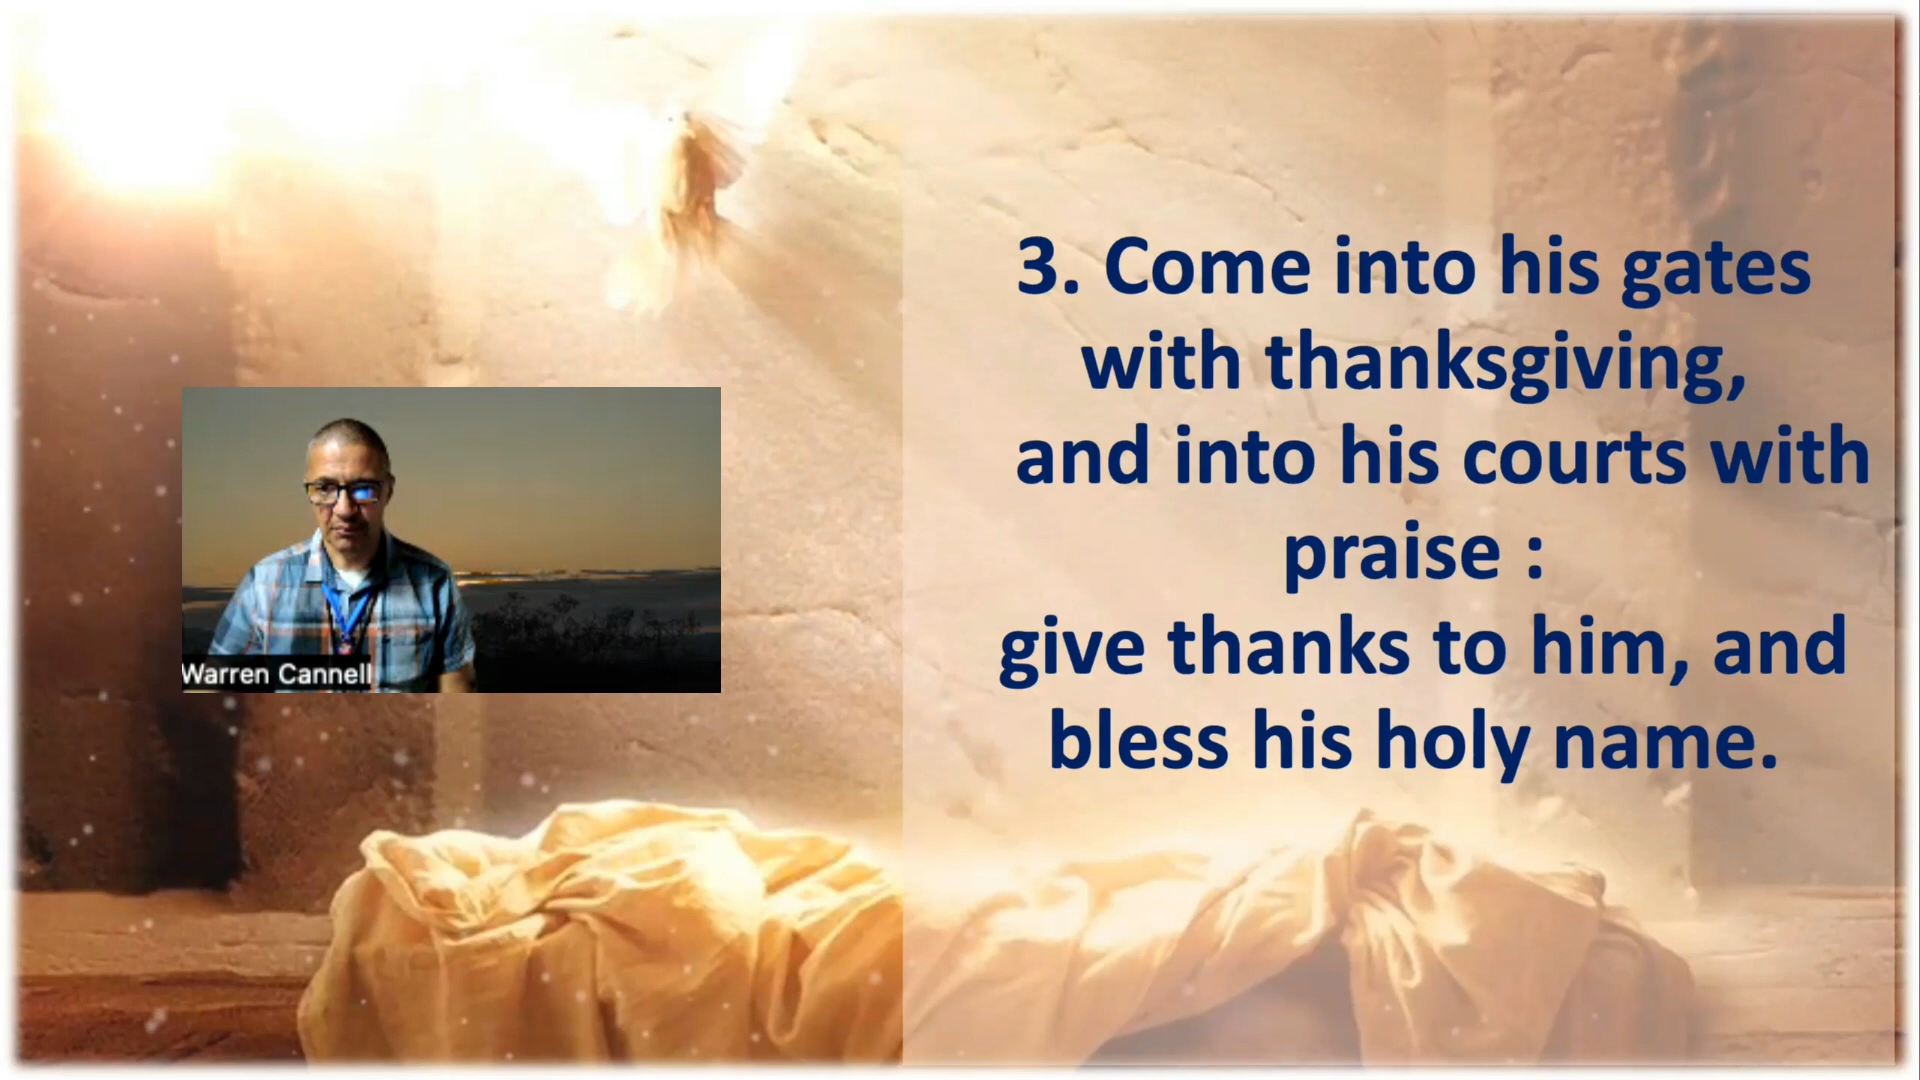 3. Come into his gates
with thanksgiving,
and into his courts with
praise :
give thanks to him, and
bless his holy name.
Warren Cannell